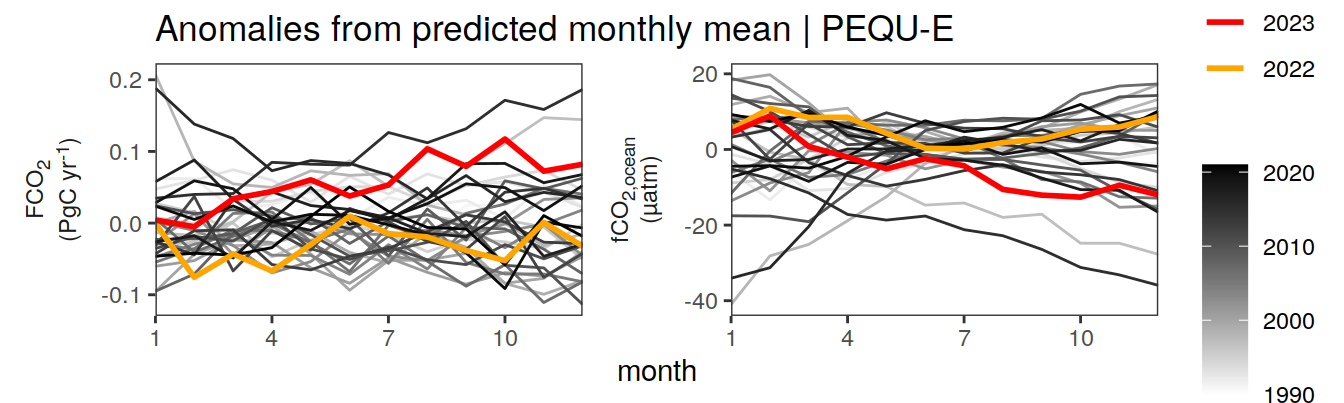 Anomalies from predicted monthly mean | PEQU-E
FCO2
(PgC yr-1)
0.2
0.1
0.0
-0.1
1 4 7 10
fCO2,ocean
(µatm)
20
0
-20
-40
1 4 7 10
month
2023
2022
2020
2010
2000
1990